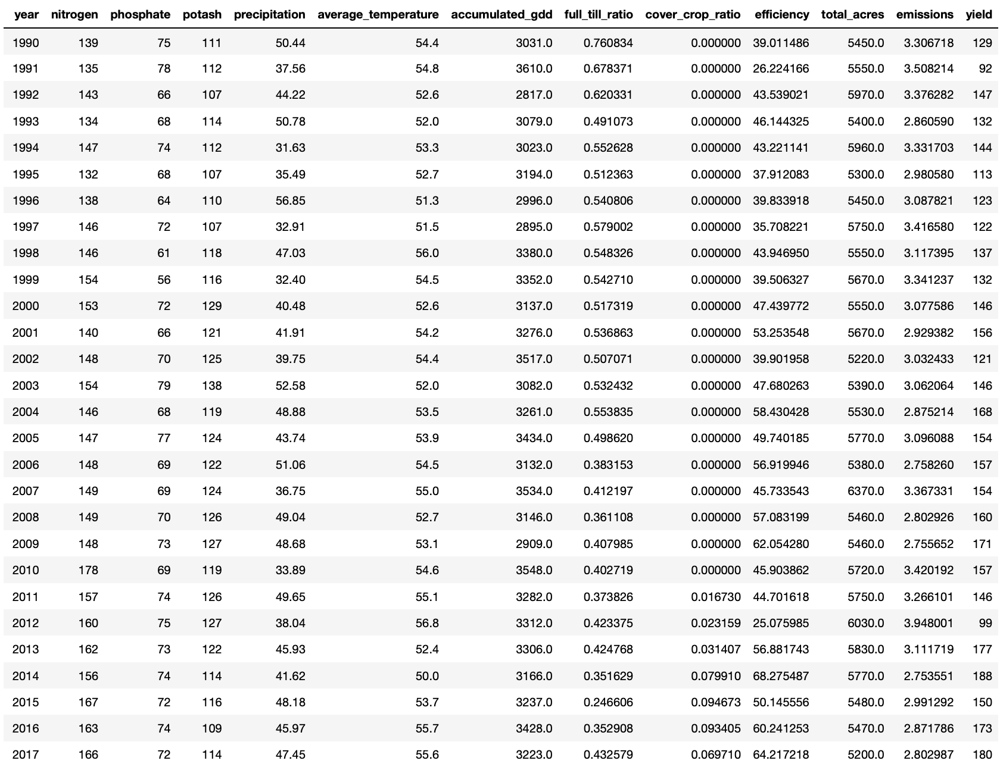 year nitrogen phosphate potash precipitation average_temperature accumulated_gdd full_till_ratio cover_crop_ratio efficiency total_acres emissions yield
1990 139 75 111 50.44 54.4 3031.0 0.760834 0.000000 39.011486 5450.0 3.306718 129
1991 135 78 112 37.56 54.8 3610.0 0.678371 0.000000 26.224166 5550.0 3.508214 92
1992 143 66 107 44.22 52.6 2817.0 0.620331 0.000000 43.539021 5970.0 3.376282 147
1993 134 68 114 50.78 52.0 3079.0 0.491073 0.000000 46.144325 5400.0 2.860590 132
1994 147 74 112 31.63 53.3 3023.0 0.552628 0.000000 43.221141 5960.0 3.331703 144
1995 132 68 107 35.49 52.7 3194.0 0.512363 0.000000 37.912083 5300.0 2.980580 113
1996 138 64 110 56.85 51.3 2996.0 0.540806 0.000000 39.833918 5450.0 3.087821 123
1997 146 72 107 32.91 51.5 2895.0 0.579002 0.000000 35.708221 5750.0 3.416580 122
1998 146 61 118 47.03 56.0 3380.0 0.548326 0.000000 43.946950 5550.0 3.117395 137
1999 154 56 116 32.40 54.5 3352.0 0.542710 0.000000 39.506327 5670.0 3.341237 132
2000 153 72 129 40.48 52.6 3137.0 0.517319 0.000000 47.439772 5550.0 3.077586 146
2001 140 66 121 41.91 54.2 3276.0 0.536863 0.000000 53.253548 5670.0 2.929382 156
2002 148 70 125 39.75 54.4 3517.0 0.507071 0.000000 39.901958 5220.0 3.032433 121
2003 154 79 138 52.58 52.0 3082.0 0.532432 0.000000 47.680263 5390.0 3.062064 146
2004 146 68 119 48.88 53.5 3261.0 0.553835 0.000000 58.430428 5530.0 2.875214 168
2005 147 77 124 43.74 53.9 3434.0 0.498620 0.000000 49.740185 5770.0 3.096088 154
2006 148 69 122 51.06 54.5 3132.0 0.383153 0.000000 56.919946 5380.0 2.758260 157
2007 149 69 124 36.75 55.0 3534.0 0.412197 0.000000 45.733543 6370.0 3.367331 154
2008 149 70 126 49.04 52.7 3146.0 0.361108 0.000000 57.083199 5460.0 2.802926 160
2009 148 73 127 48.68 53.1 2909.0 0.407985 0.000000 62.054280 5460.0 2.755652 171
2010 178 69 119 33.89 54.6 3548.0 0.402719 0.000000 45.903862 5720.0 3.420192 157
2011 157 74 126 49.65 55.1 3282.0 0.373826 0.016730 44.701618 5750.0 3.266101 146
2012 160 75 127 38.04 56.8 3312.0 0.423375 0.023159 25.075985 6030.0 3.948001 99
2013 162 73 122 45.93 52.4 3306.0 0.424768 0.031407 56.881743 5830.0 3.111719 177
2014 156 74 114 41.62 50.0 3166.0 0.351629 0.079910 68.275487 5770.0 2.753551 188
2015 167 72 116 48.18 53.7 3237.0 0.246606 0.094673 50.145556 5480.0 2.991292 150
2016 163 74 109 45.97 55.7 3428.0 0.352908 0.093405 60.241253 5470.0 2.871786 173
2017 166 72 114 47.45 55.6 3223.0 0.432579 0.069710 64.217218 5200.0 2.802987 180